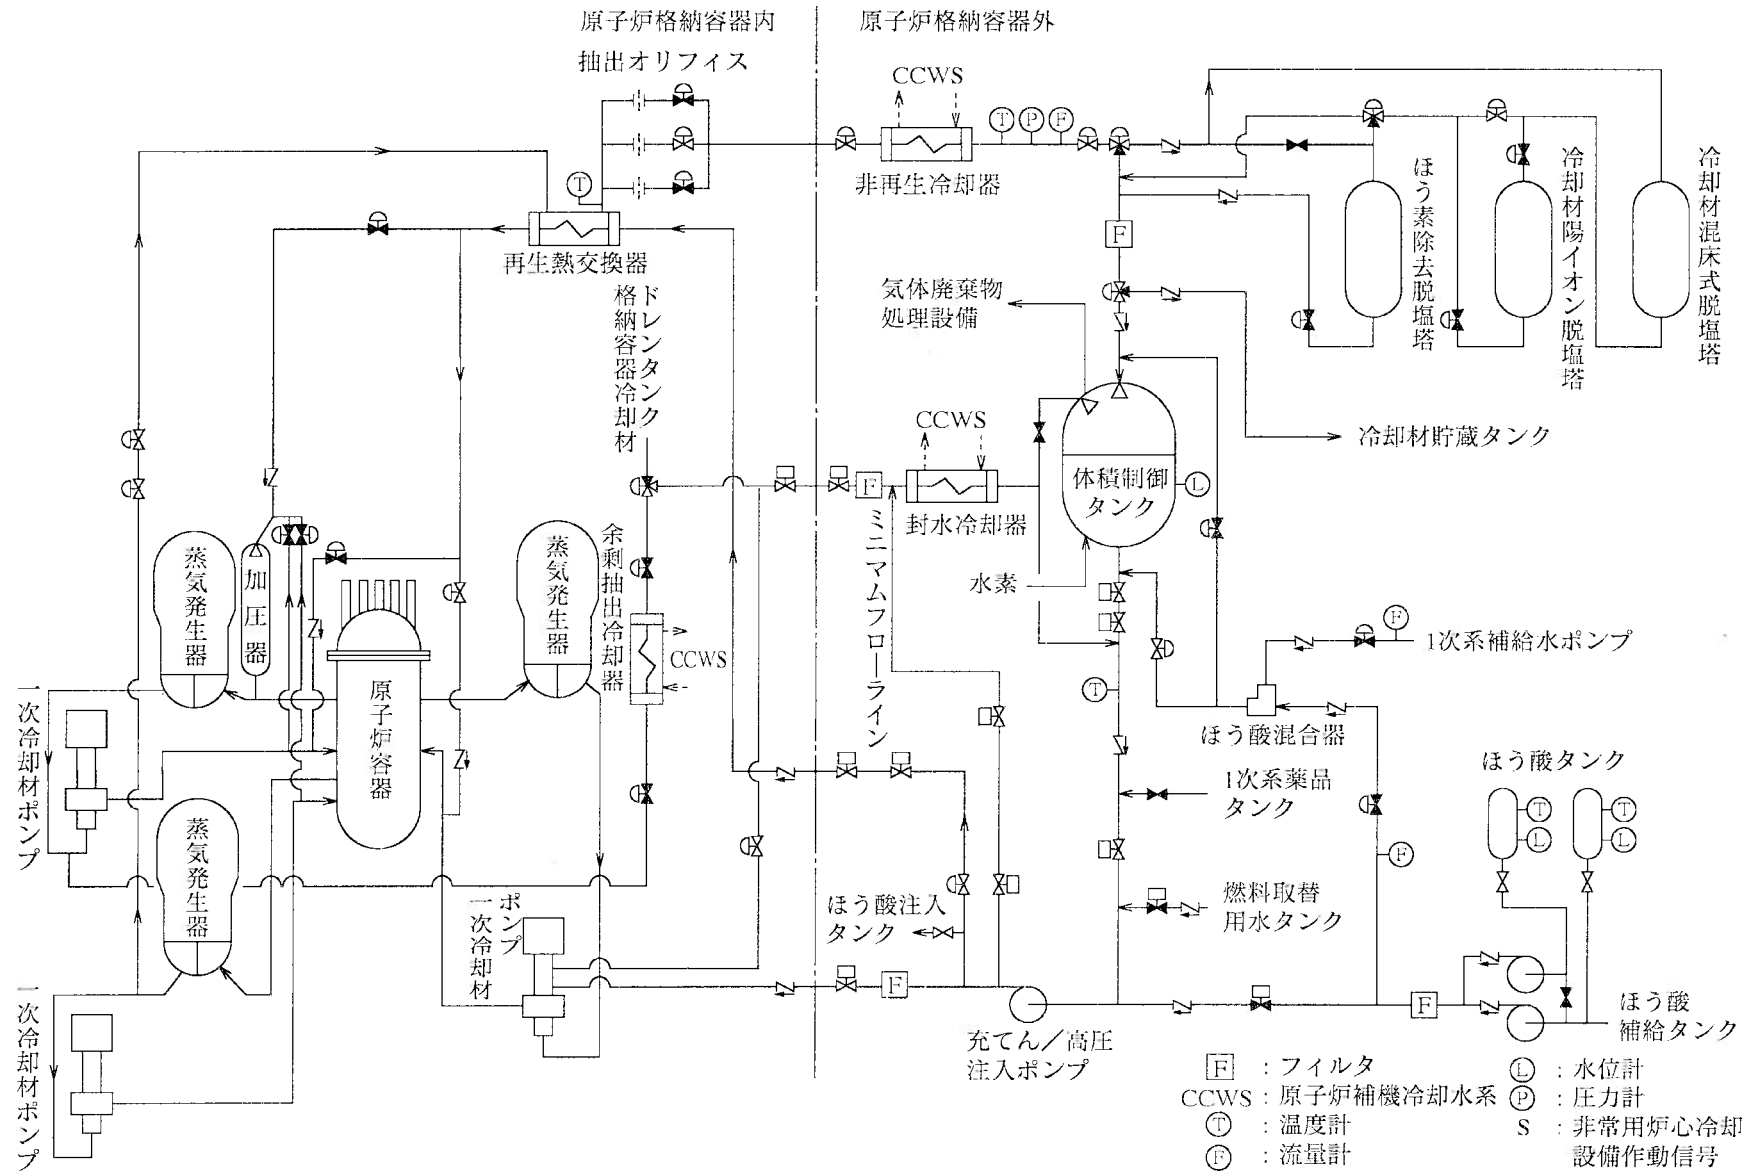 原子炉格納容器内
原子炉格納容器外
抽出オリフィス
CCWS
T
P
F
非再生冷却器
T
再生熱交換器
F
ほう素除去脱塩塔
冷却材陽イオン脱塩塔
冷却材混床式脱塩塔
気体廃棄物
処理設備
格納容器冷却材
ドレンタンク
冷却材貯蔵タンク
CCWS
F
封水冷却器
体積制御
タンク
L
水素
ミニマムフローライン
蒸気発生器
加圧器
蒸気発生器
余剰抽出冷却器
CCWS
原子炉容器
F
1次系補給水ポンプ
T
ほう酸混合器
一次冷却材ポンプ
1次系薬品
タンク
ほう酸タンク
T
L
T
L
F
蒸気発生器
燃料取替
用水タンク
ほう酸注入
タンク
一次冷却材
ポンプ
F
F
充てん／高圧
注入ポンプ
ほう酸
補給タンク
一次冷却材ポンプ
F：フィルタ
CCWS：原子炉補機冷却水系
T：温度計
F：流量計
L：水位計
P：圧力計
S：非常用炉心冷却
設備作動信号